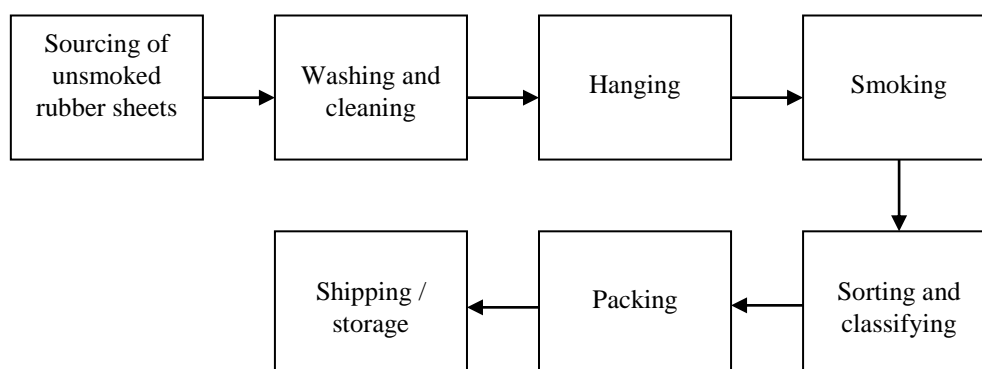 Sourcing of
unsmoked
rubber sheets
Washing and
cleaning
Hanging
Smoking
Sorting and
classifying
Packing
Shipping /
storage